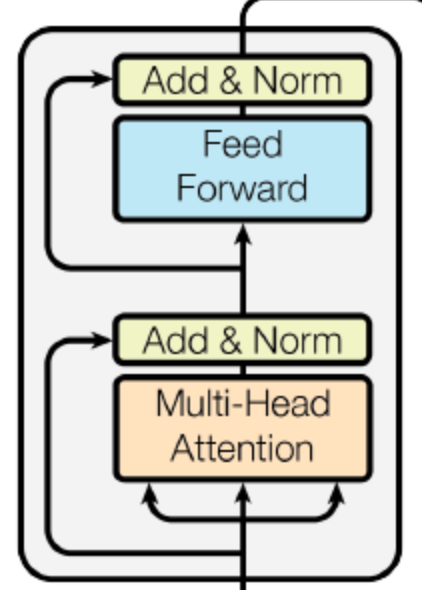 Add & Norm
Feed
Forward
Add & Norm
Multi-Head
Attention